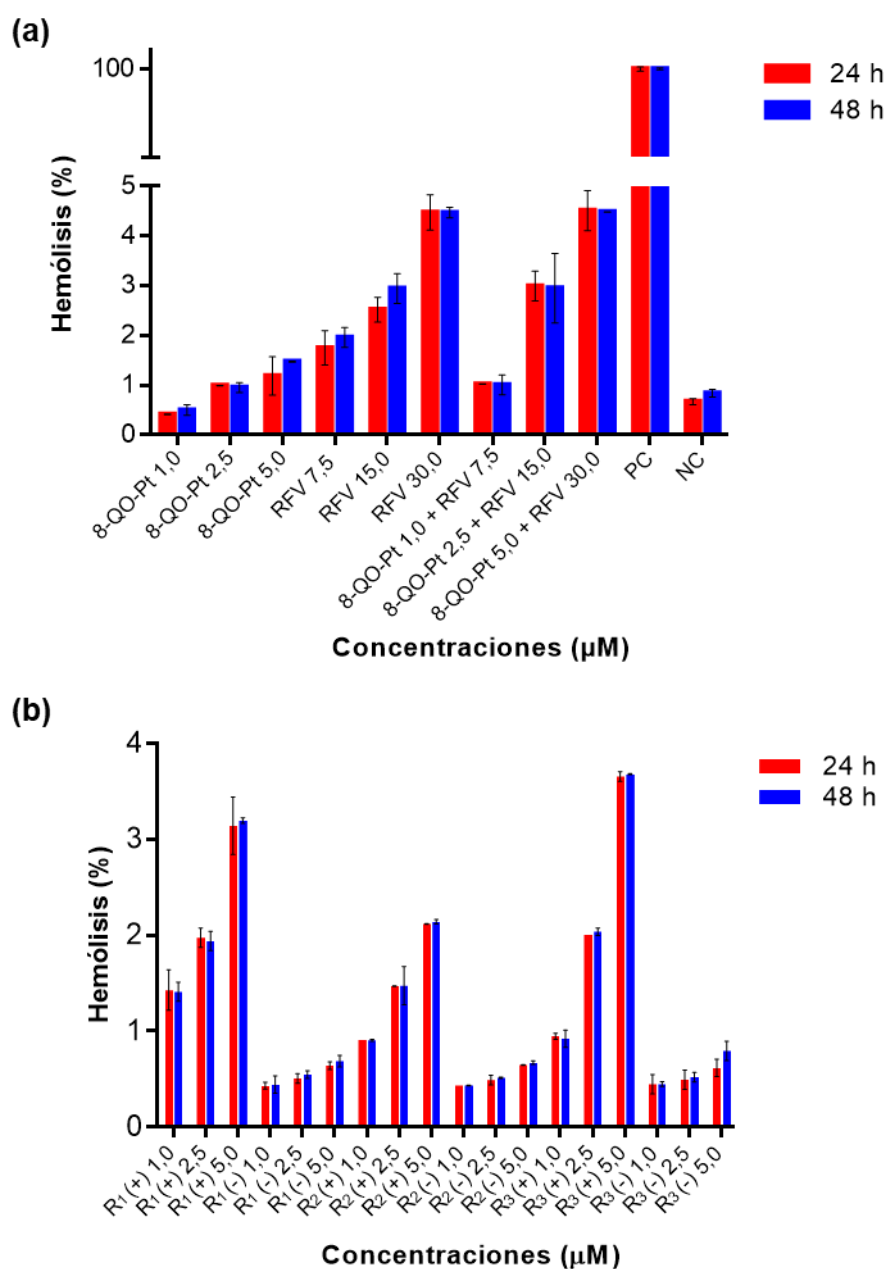 (a)
100
5
4
3
2
1
0
Hemólisis (%)
24 h
48 h
8-QO-Pt 1,0
8-QO-Pt 2,5
8-QO-Pt 5,0
RFV 7,5
RFV 15,0
RFV 30,0
8-QO-Pt 1,0 + RFV 7,5
8-QO-Pt 2,5 + RFV 15,0
8-QO-Pt 5,0 + RFV 30,0
PC
NC
Concentraciones (µM)
(b)
4
3
2
1
0
Hemólisis (%)
24 h
48 h
R1 (+) 1,0
R1 (+) 2,5
R1 (+) 5,0
R1 (-) 1,0
R1 (-) 2,5
R1 (-) 5,0
R2 (+) 1,0
R2 (+) 2,5
R2 (+) 5,0
R2 (-) 1,0
R2 (-) 2,5
R2 (-) 5,0
R3 (+) 1,0
R3 (+) 2,5
R3 (+) 5,0
R3 (-) 1,0
R3 (-) 2,5
R3 (-) 5,0
Concentraciones (µM)